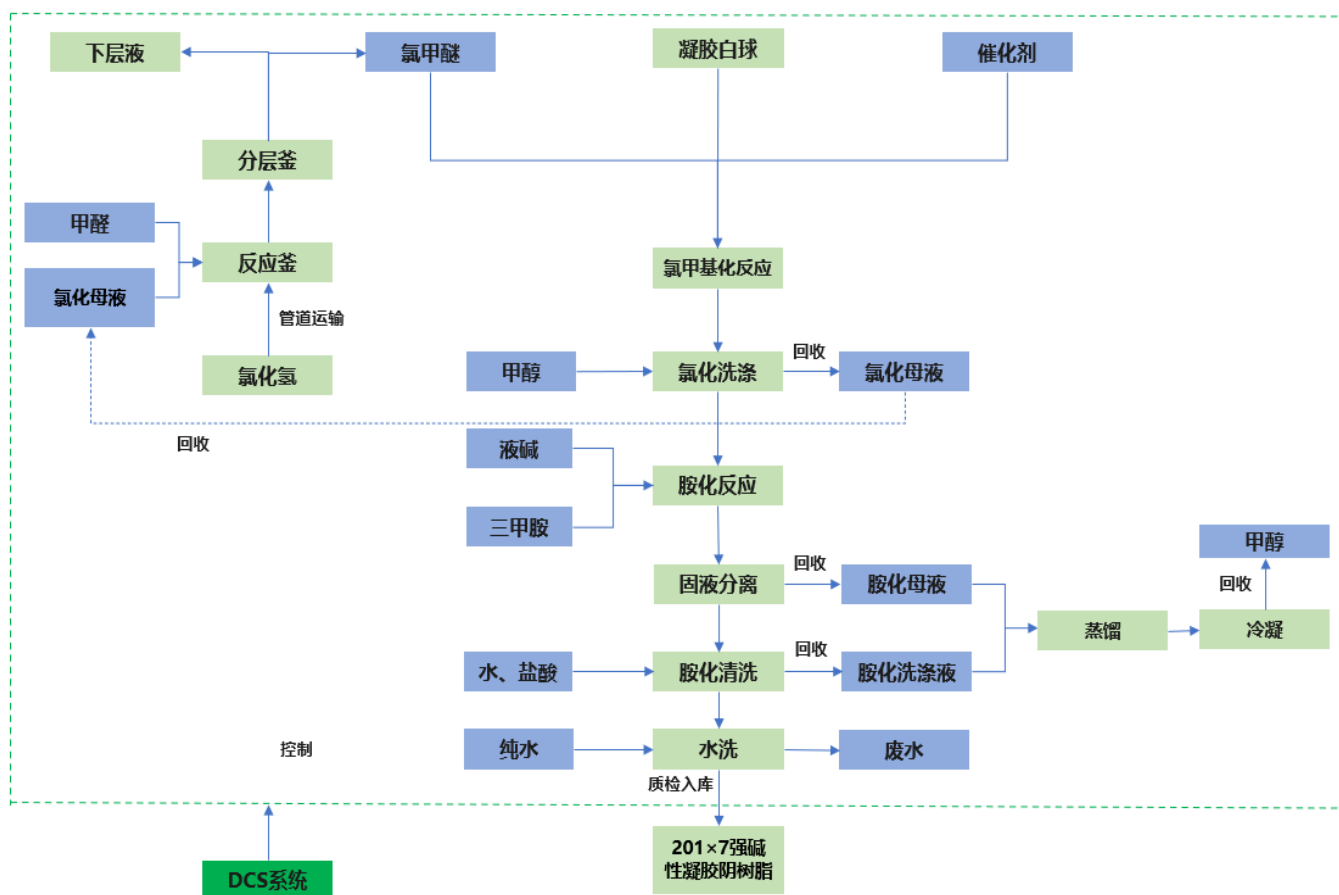 下层液
氯甲醚
凝胶白球
催化剂
分层釜
甲醛
反应釜
氯甲基化反应
氯化母液
管道运输
氯化氢
甲醇
氯化洗涤
回收
氯化母液
回收
液碱
胺化反应
三甲胺
甲醇
固液分离
回收
胺化母液
回收
蒸馏
冷凝
水、盐酸
胺化清洗
回收
胺化洗涤液
控制
纯水
水洗
废水
质检入库
DCS系统
201×7强碱
性凝胶阴树脂